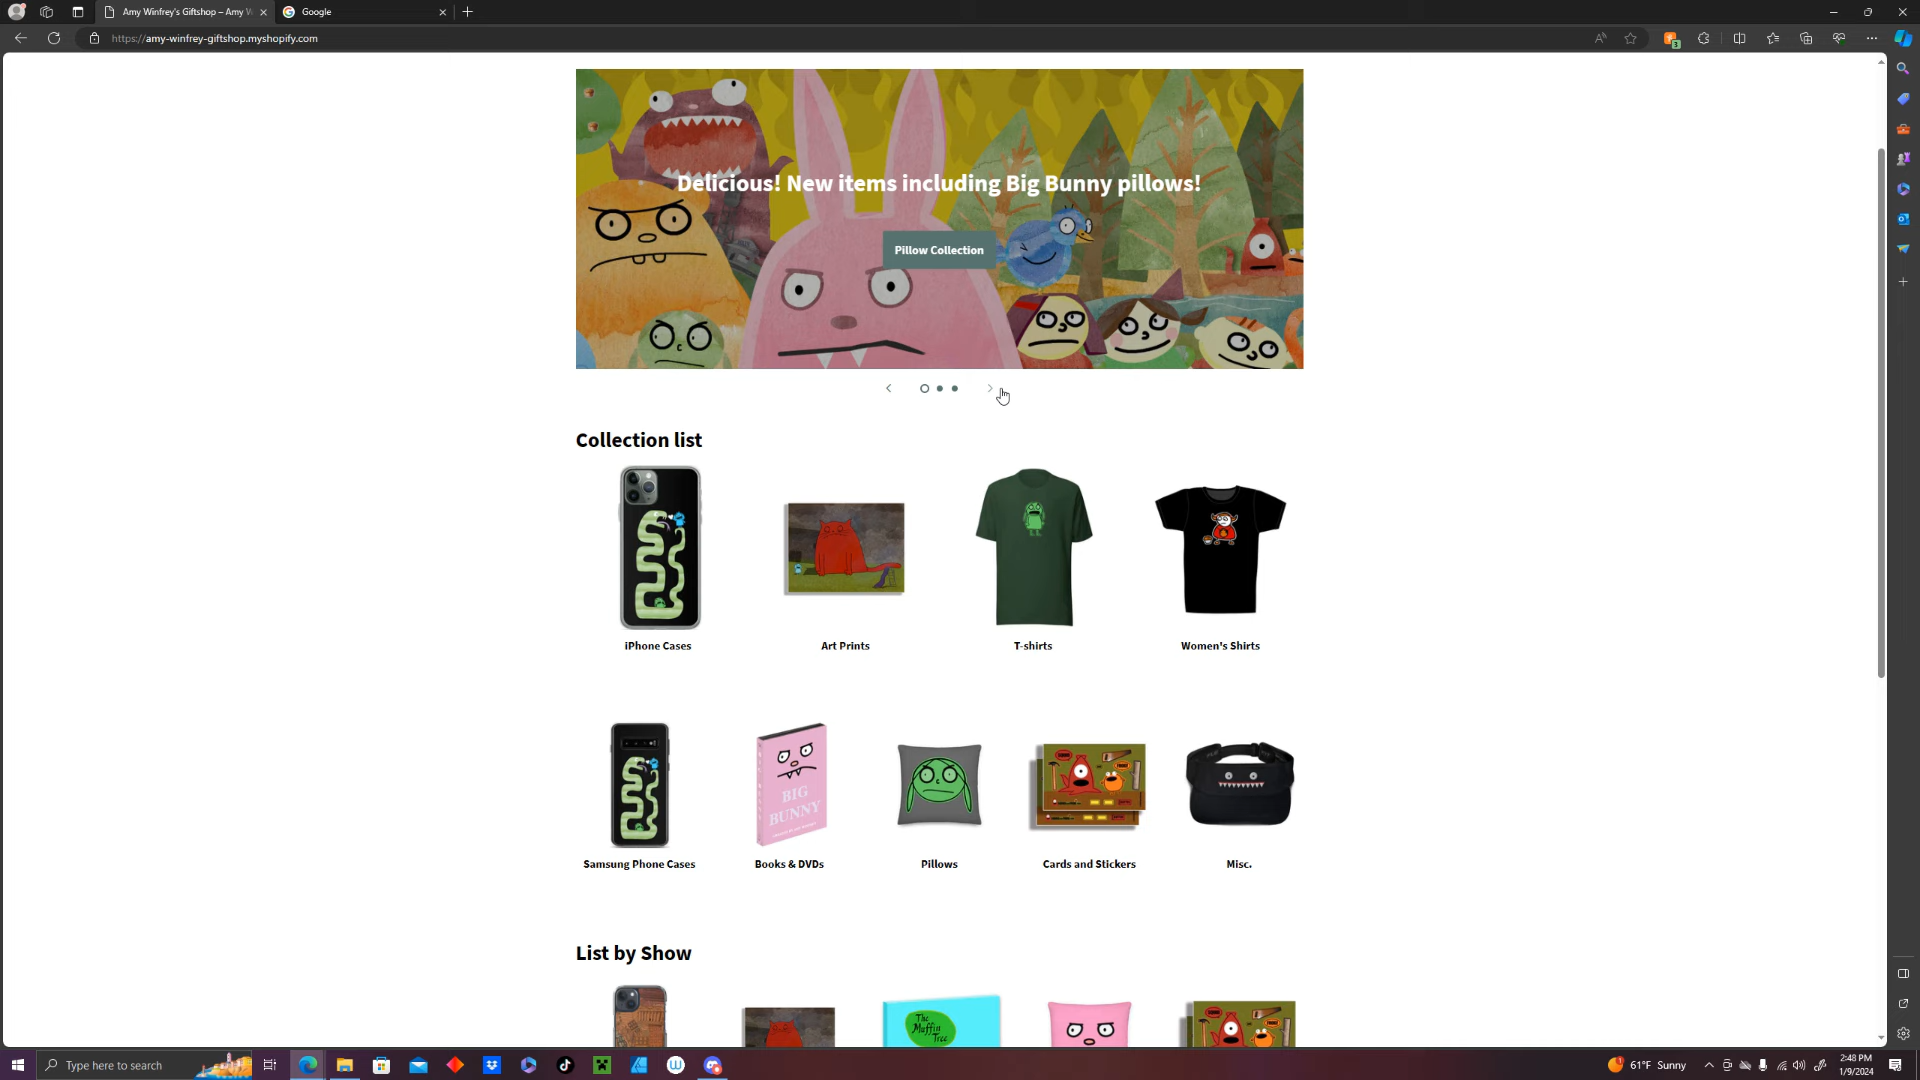 Amy Winfrey's Giftshop – Amy W
Google
https://amy-winfrey-giftshop.myshopify.com
3
Delicious! New items including Big Bunny pillows!
Pillow Collection
Collection list
iPhone Cases
Art Prints
T-shirts
Women's Shirts
BIG
BUNNY
Samsung Phone Cases
Books & DVDs
Pillows
Cards and Stickers
Misc.
List by Show
The
Muffin
Tree
Type here to search
1
61°F Sunny
2:48 PM
1/9/2024